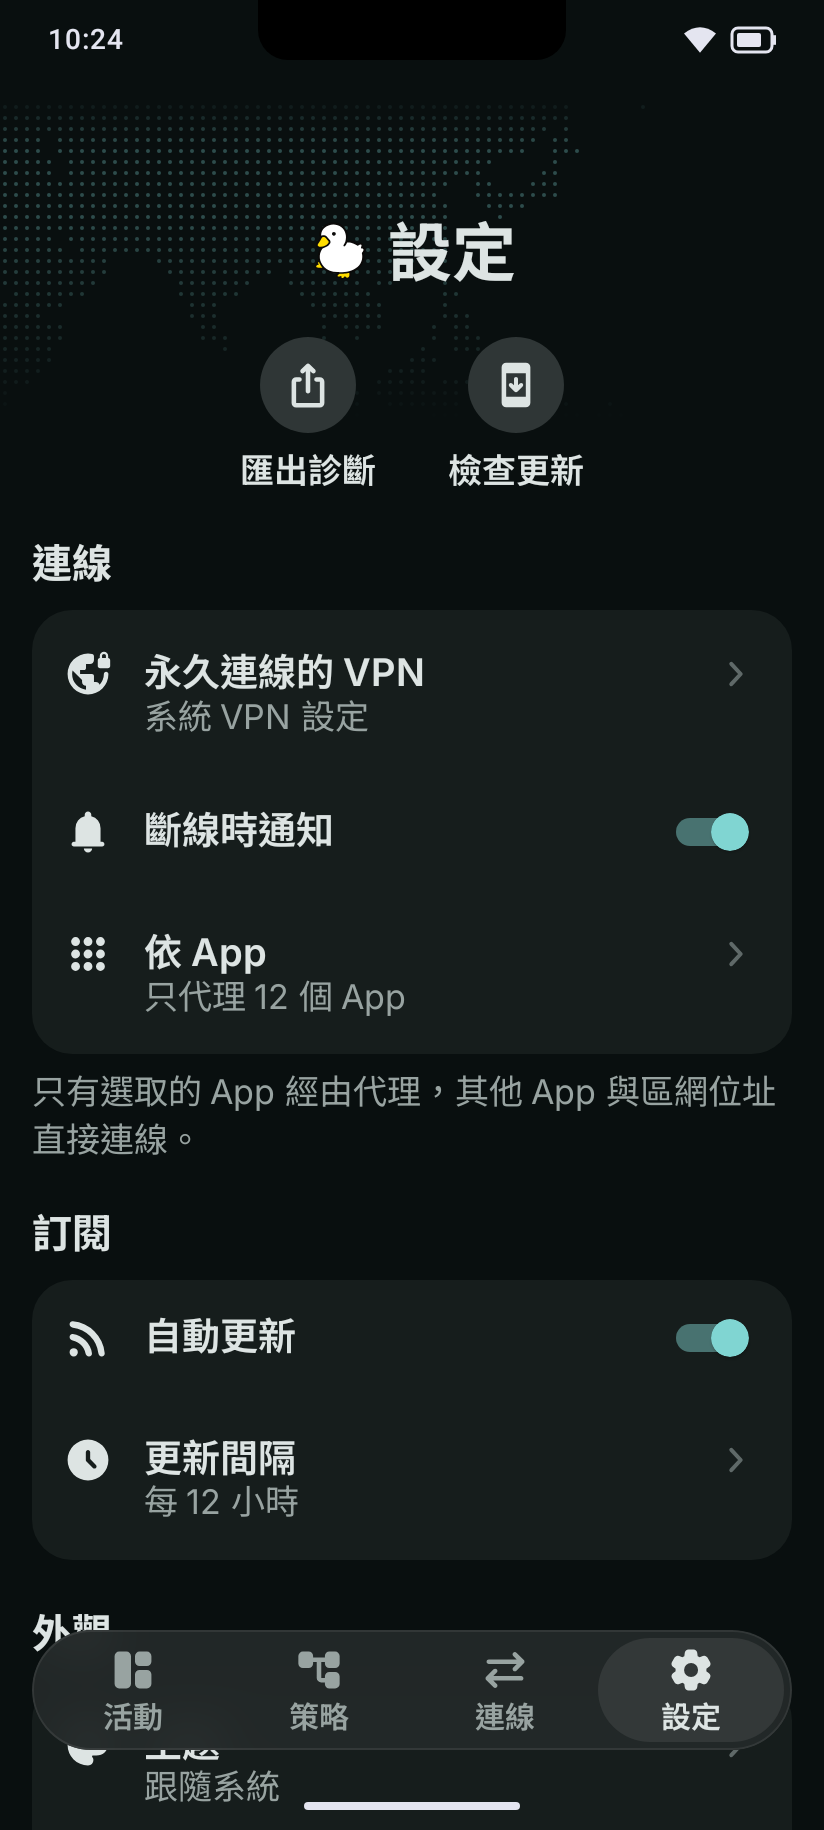 10:24
設定
匯出診斷
檢查更新
連線
永久連線的 VPN
系統 VPN 設定
斷線時通知
依 App
只代理 12 個 App
只有選取的 App 經由代理，其他 App 與區網位址
直接連線。
訂閱
自動更新
更新間隔
每 12 小時
外觀
活動
策略
連線
設定
主題
跟隨系統